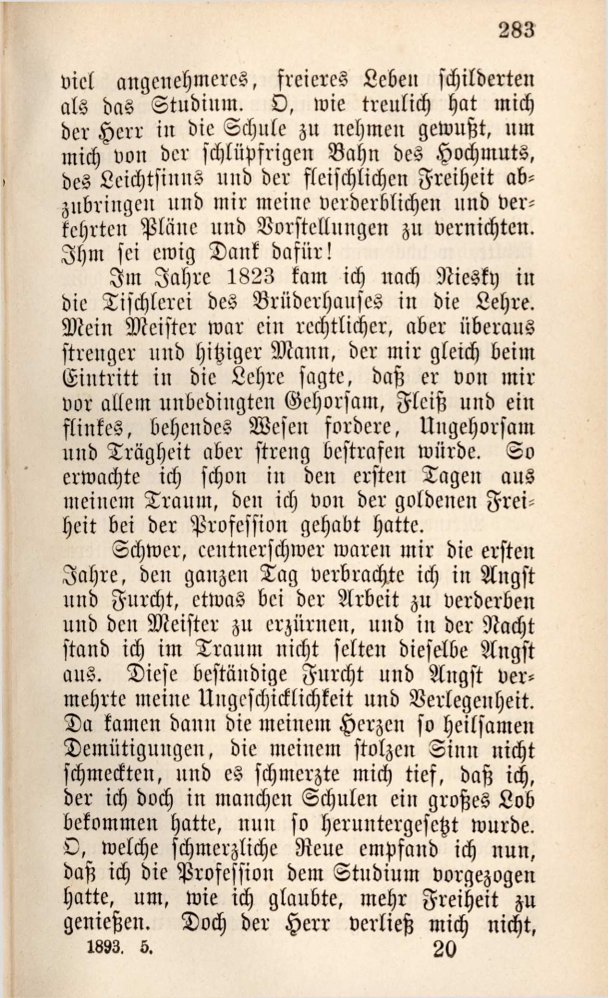 283
viel angenehmeres, freieres Leben schilderten
als das Studium. O, wie treulich hat mich
der Herr in die Schule zu nehmen gewußt, um
mich von der schlüpfrigen Bahn des Hochmuts,
des Leichtsinns und der fleischlichen Freiheit ab-
zubringen und mir meine verderblichen und ver-
kehrten Pläne und Vorstellungen zu vernichten.
Ihm sei ewig Dank dafür!
Im Jahre 1823 kam ich nach Niesky in
die Tischlerei des Brüderhauses in die Lehre.
Mein Meister war ein rechtlicher, aber überaus
strenger und hitziger Mann, der mir gleich beim
Eintritt in die Lehre sagte, daß er von mir
vor allem unbedingten Gehorsam, Fleiß und ein
flinkes, behendes Wesen fordere, Ungehorsam
und Trägheit aber streng bestrafen würde. So
erwachte ich schon in den ersten Tagen aus
meinem Traum, den ich von der goldenen Frei-
heit bei der Profession gehabt hatte.
Schwer, centnerschwer waren mir die ersten
Jahre, den ganzen Tag verbrachte ich in Angst
und Furcht, etwas bei der Arbeit zu verderben
und den Meister zu erzürnen, und in der Nacht
stand ich im Traum nicht selten dieselbe Angst
aus. Diese beständige Furcht und Angst ver-
mehrte meine Ungeschicklichkeit und Verlegenheit.
Da kamen dann die meinem Herzen so heilsamen
Demütigungen, die meinem stolzen Sinn nicht
schmeckten, und es schmerzte mich tief, daß ich,
der ich doch in manchen Schulen ein großes Lob
bekommen hatte, nun so heruntergesetzt wurde.
O, welche schmerzliche Reue empfand ich nun,
daß ich die Profession dem Studium vorgezogen
hatte, um, wie ich glaubte, mehr Freiheit zu
genießen. Doch der Herr verließ mich nicht,
1893. 5. 20